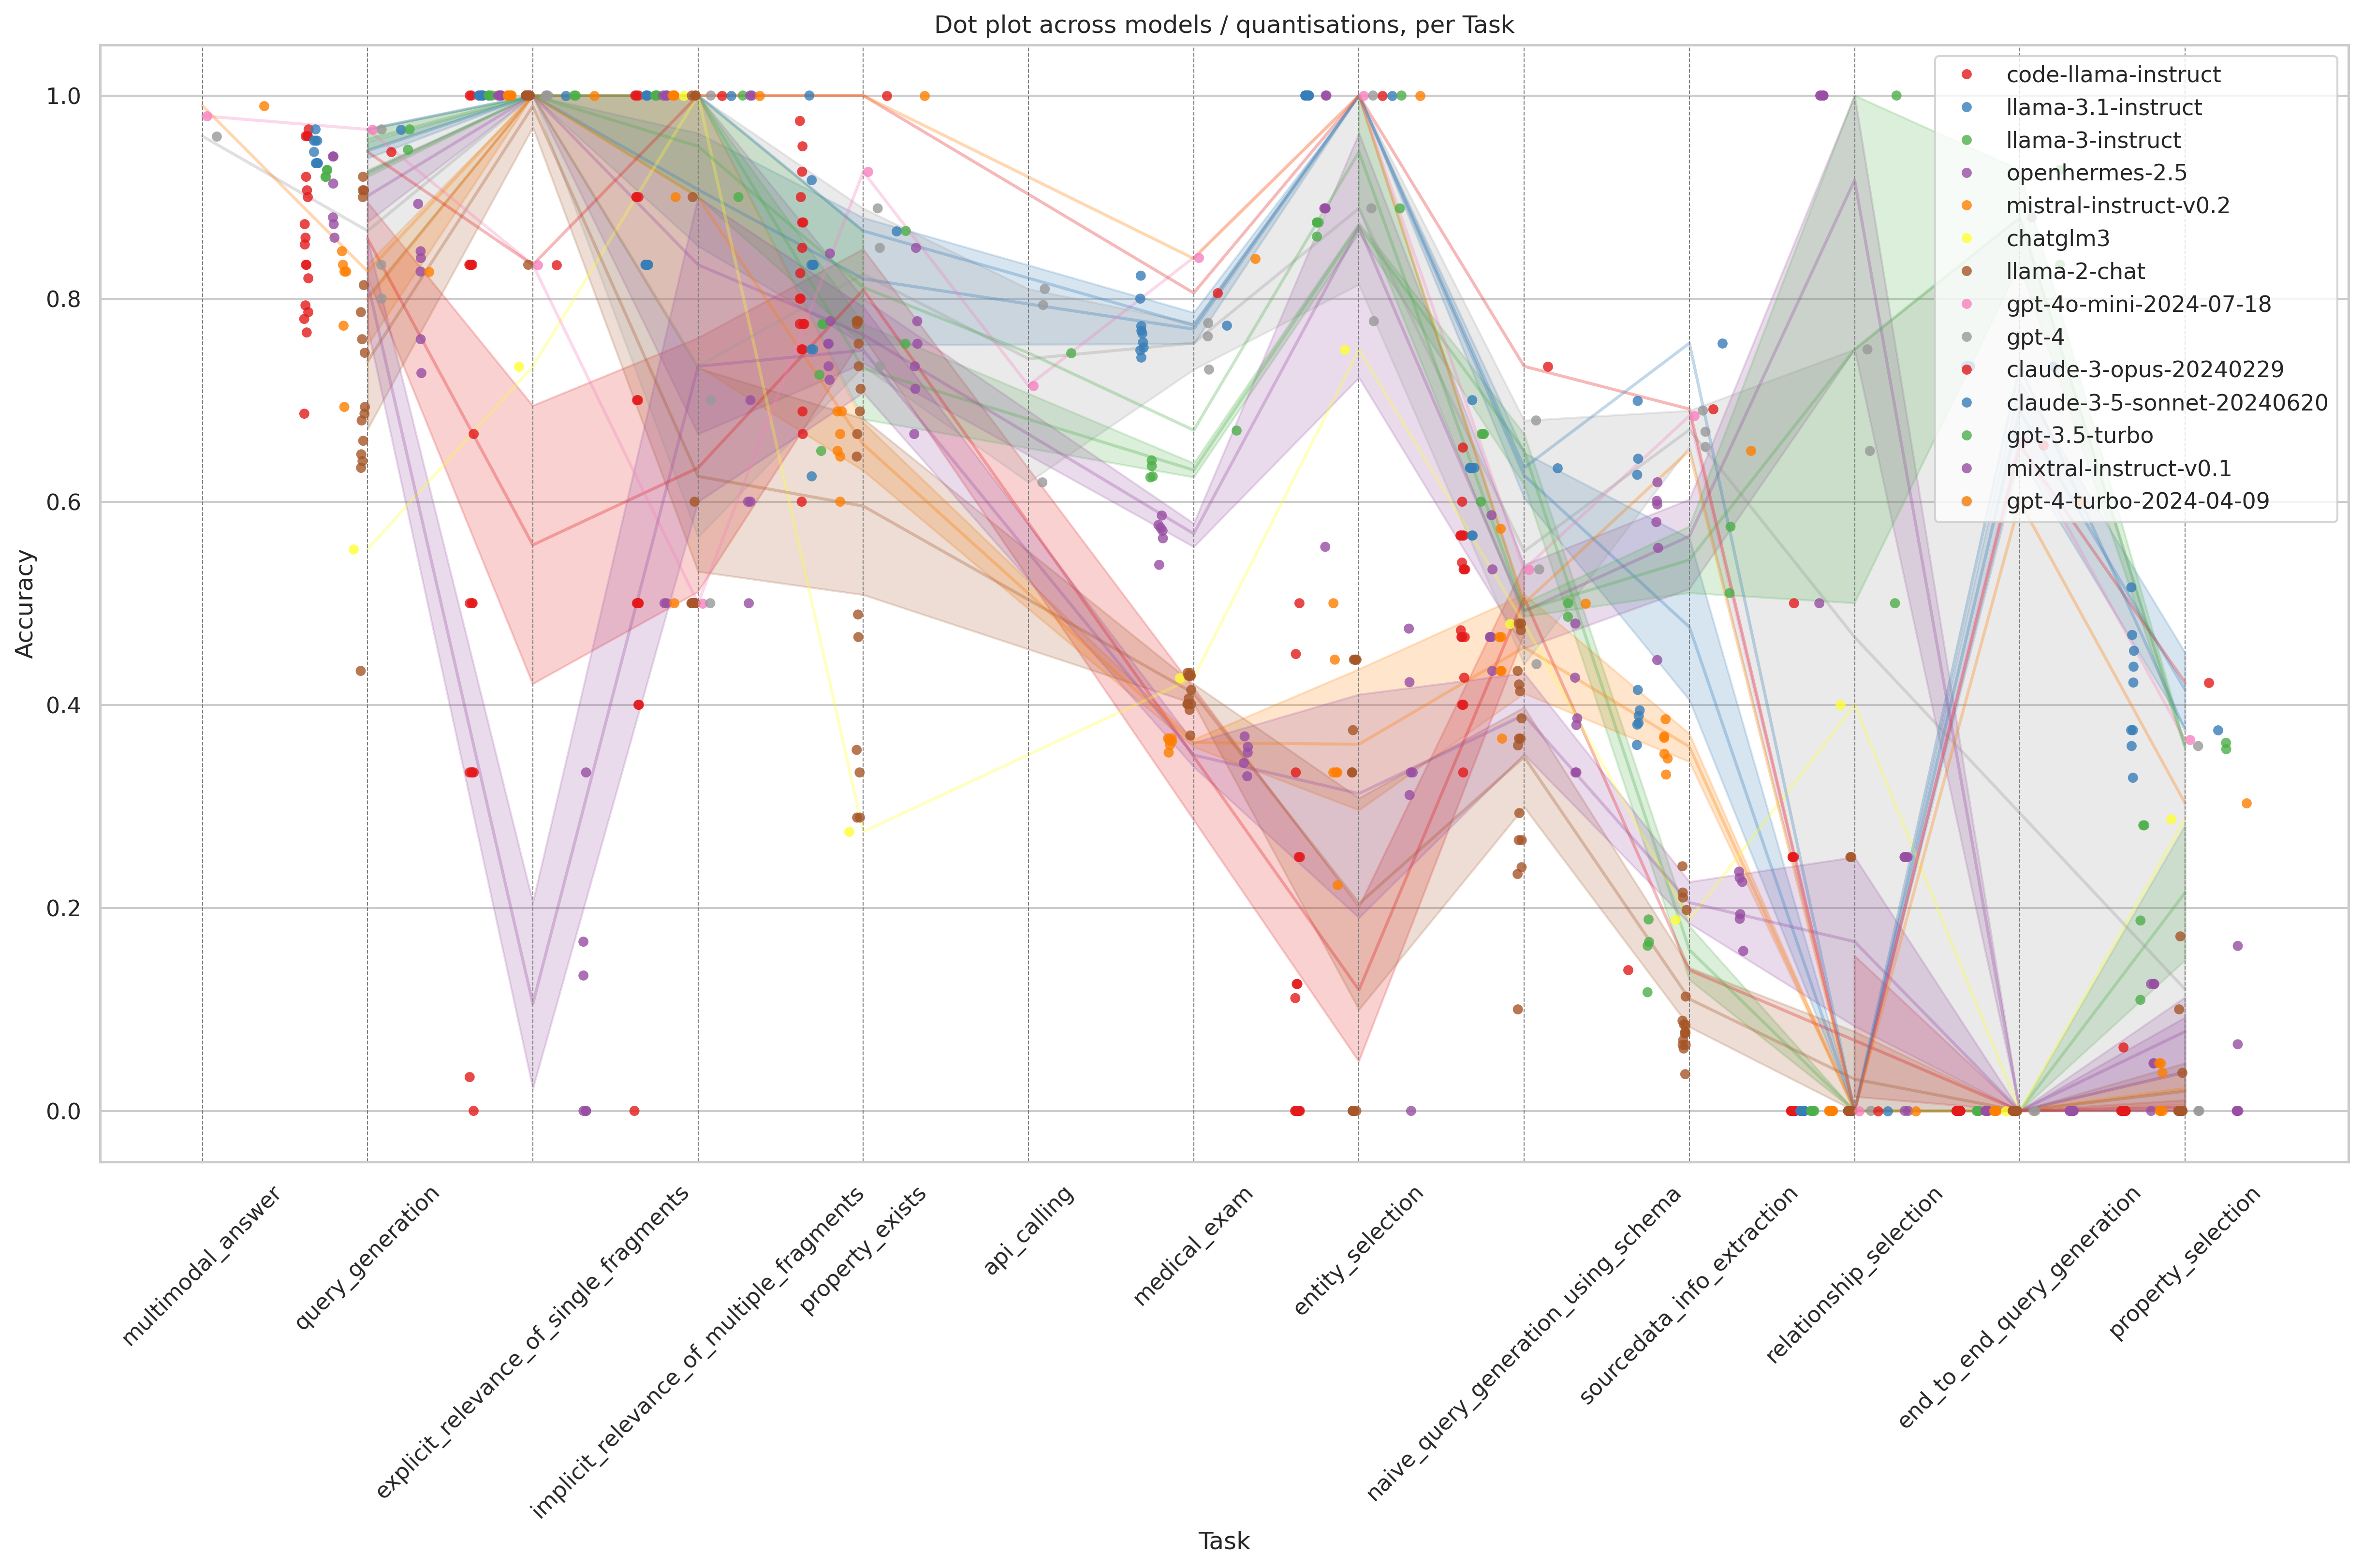 Dot plot across models / quantisations, per Task
Accuracy
1.0
0.8
0.6
0.4
0.2
0.0
code-llama-instruct
llama-3.1-instruct
llama-3-instruct
openhermes-2.5
mistral-instruct-v0.2
chatglm3
llama-2-chat
gpt-4o-mini-2024-07-18
gpt-4
claude-3-opus-20240229
claude-3-5-sonnet-20240620
gpt-3.5-turbo
mixtral-instruct-v0.1
gpt-4-turbo-2024-04-09
multimodal_answer
query_generation
explicit_relevance_of_single_fragments
implicit_relevance_of_multiple_fragments
property_exists
api_calling
medical_exam
entity_selection
naive_query_generation_using_schema
sourcedata_info_extraction
relationship_selection
end_to_end_query_generation
property_selection
Task